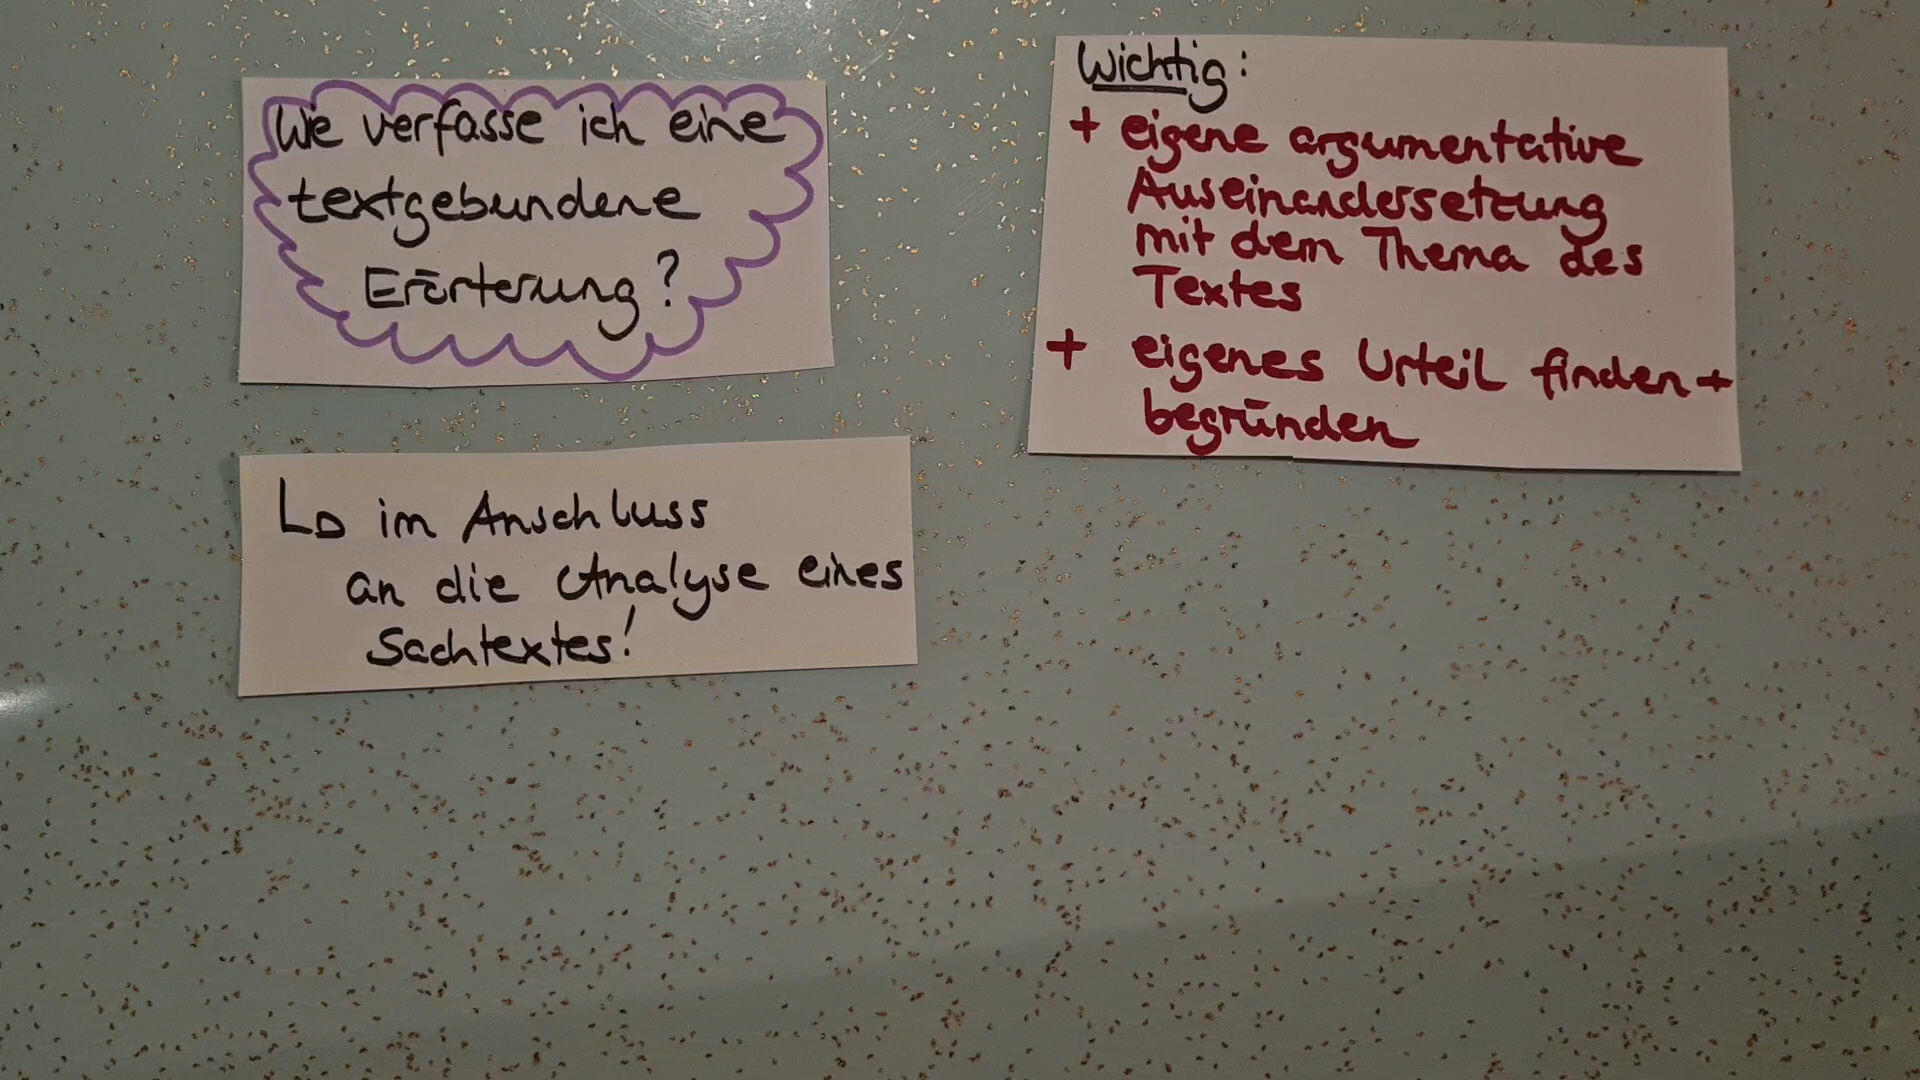 Wie verfasse ich eine
textgebundene
Erörterung?
↳ im Anschluss
an die Analyse eines
Sachtextes!
Wichtig:
+ eigene argumentative
Auseinandersetzung
mit dem Thema des
Textes
+ eigenes Urteil finden +
begründen